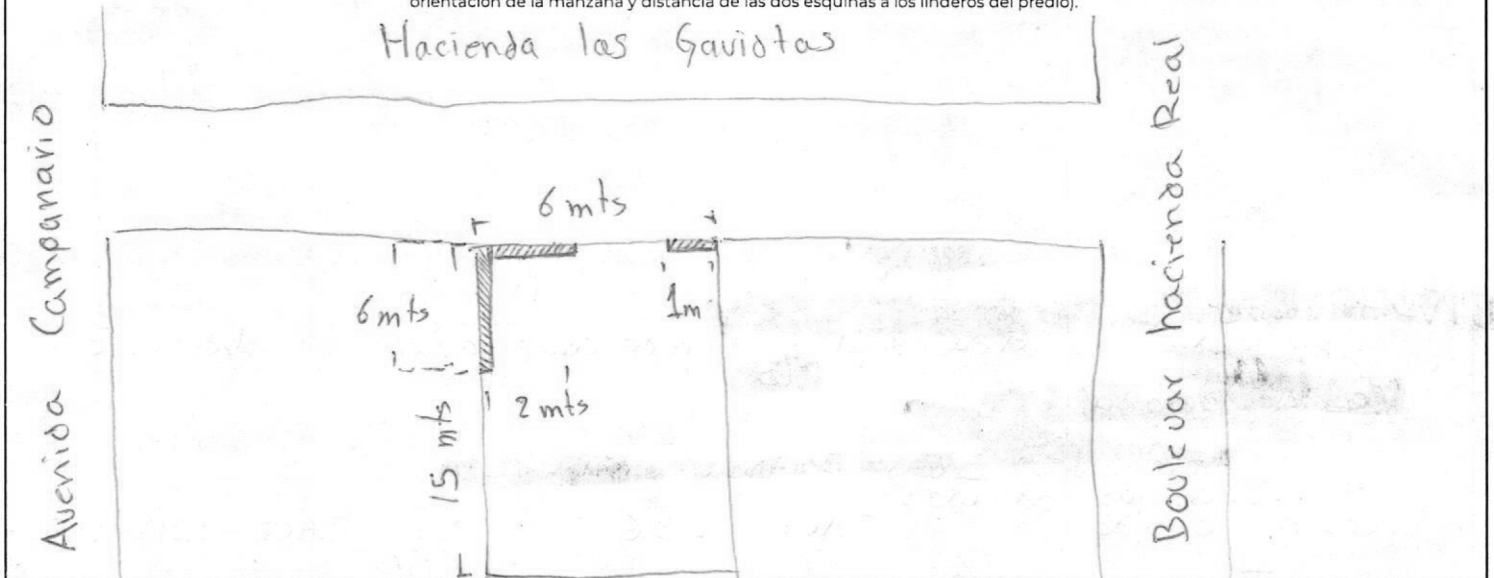 orientación de la manzana y distancia de las dos esquinas a los linderos del predio).
Hacienda las Gaviotas
Avenida Campanario
Boulevar hacienda Real
6 mts
6 mts
1m
2 mts
15 mts